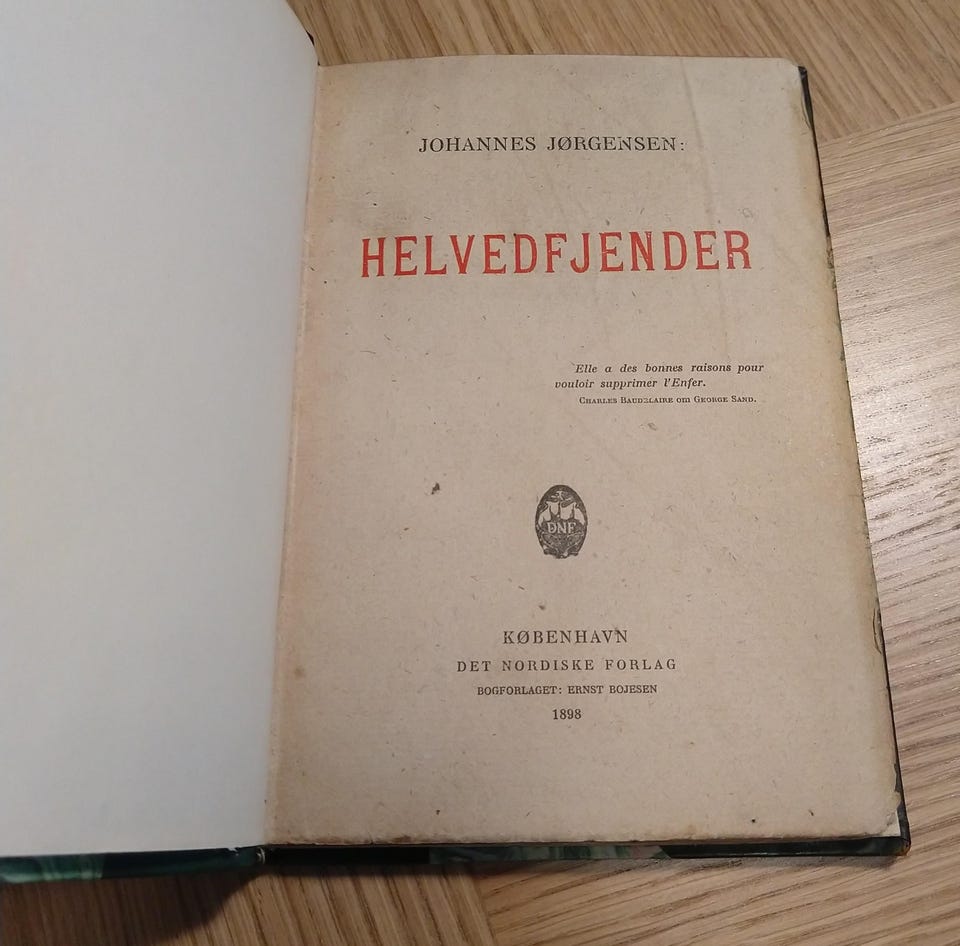 JOHANNES JØRGENSEN:
HELVEDFJENDER
Elle a des bonnes raisons pour
vouloir supprimer l'Enfer.
CHARLES BAUDELAIRE om GEORGE SAND.
DNF
KØBENHAVN
DET NORDISKE FORLAG
BOGFORLAGET: ERNST BOJESEN
1898